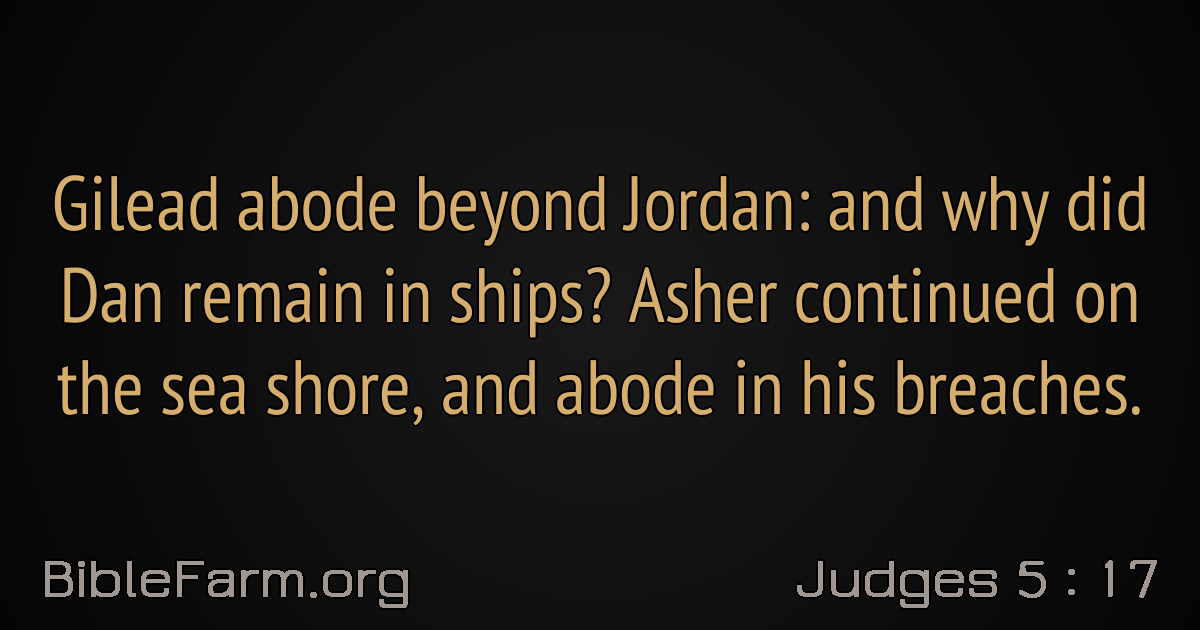 Gilead abode beyond Jordan: and why did
Dan remain in ships? Asher continued on
the sea shore, and abode in his breaches.
BibleFarm.org
Judges 5 : 17